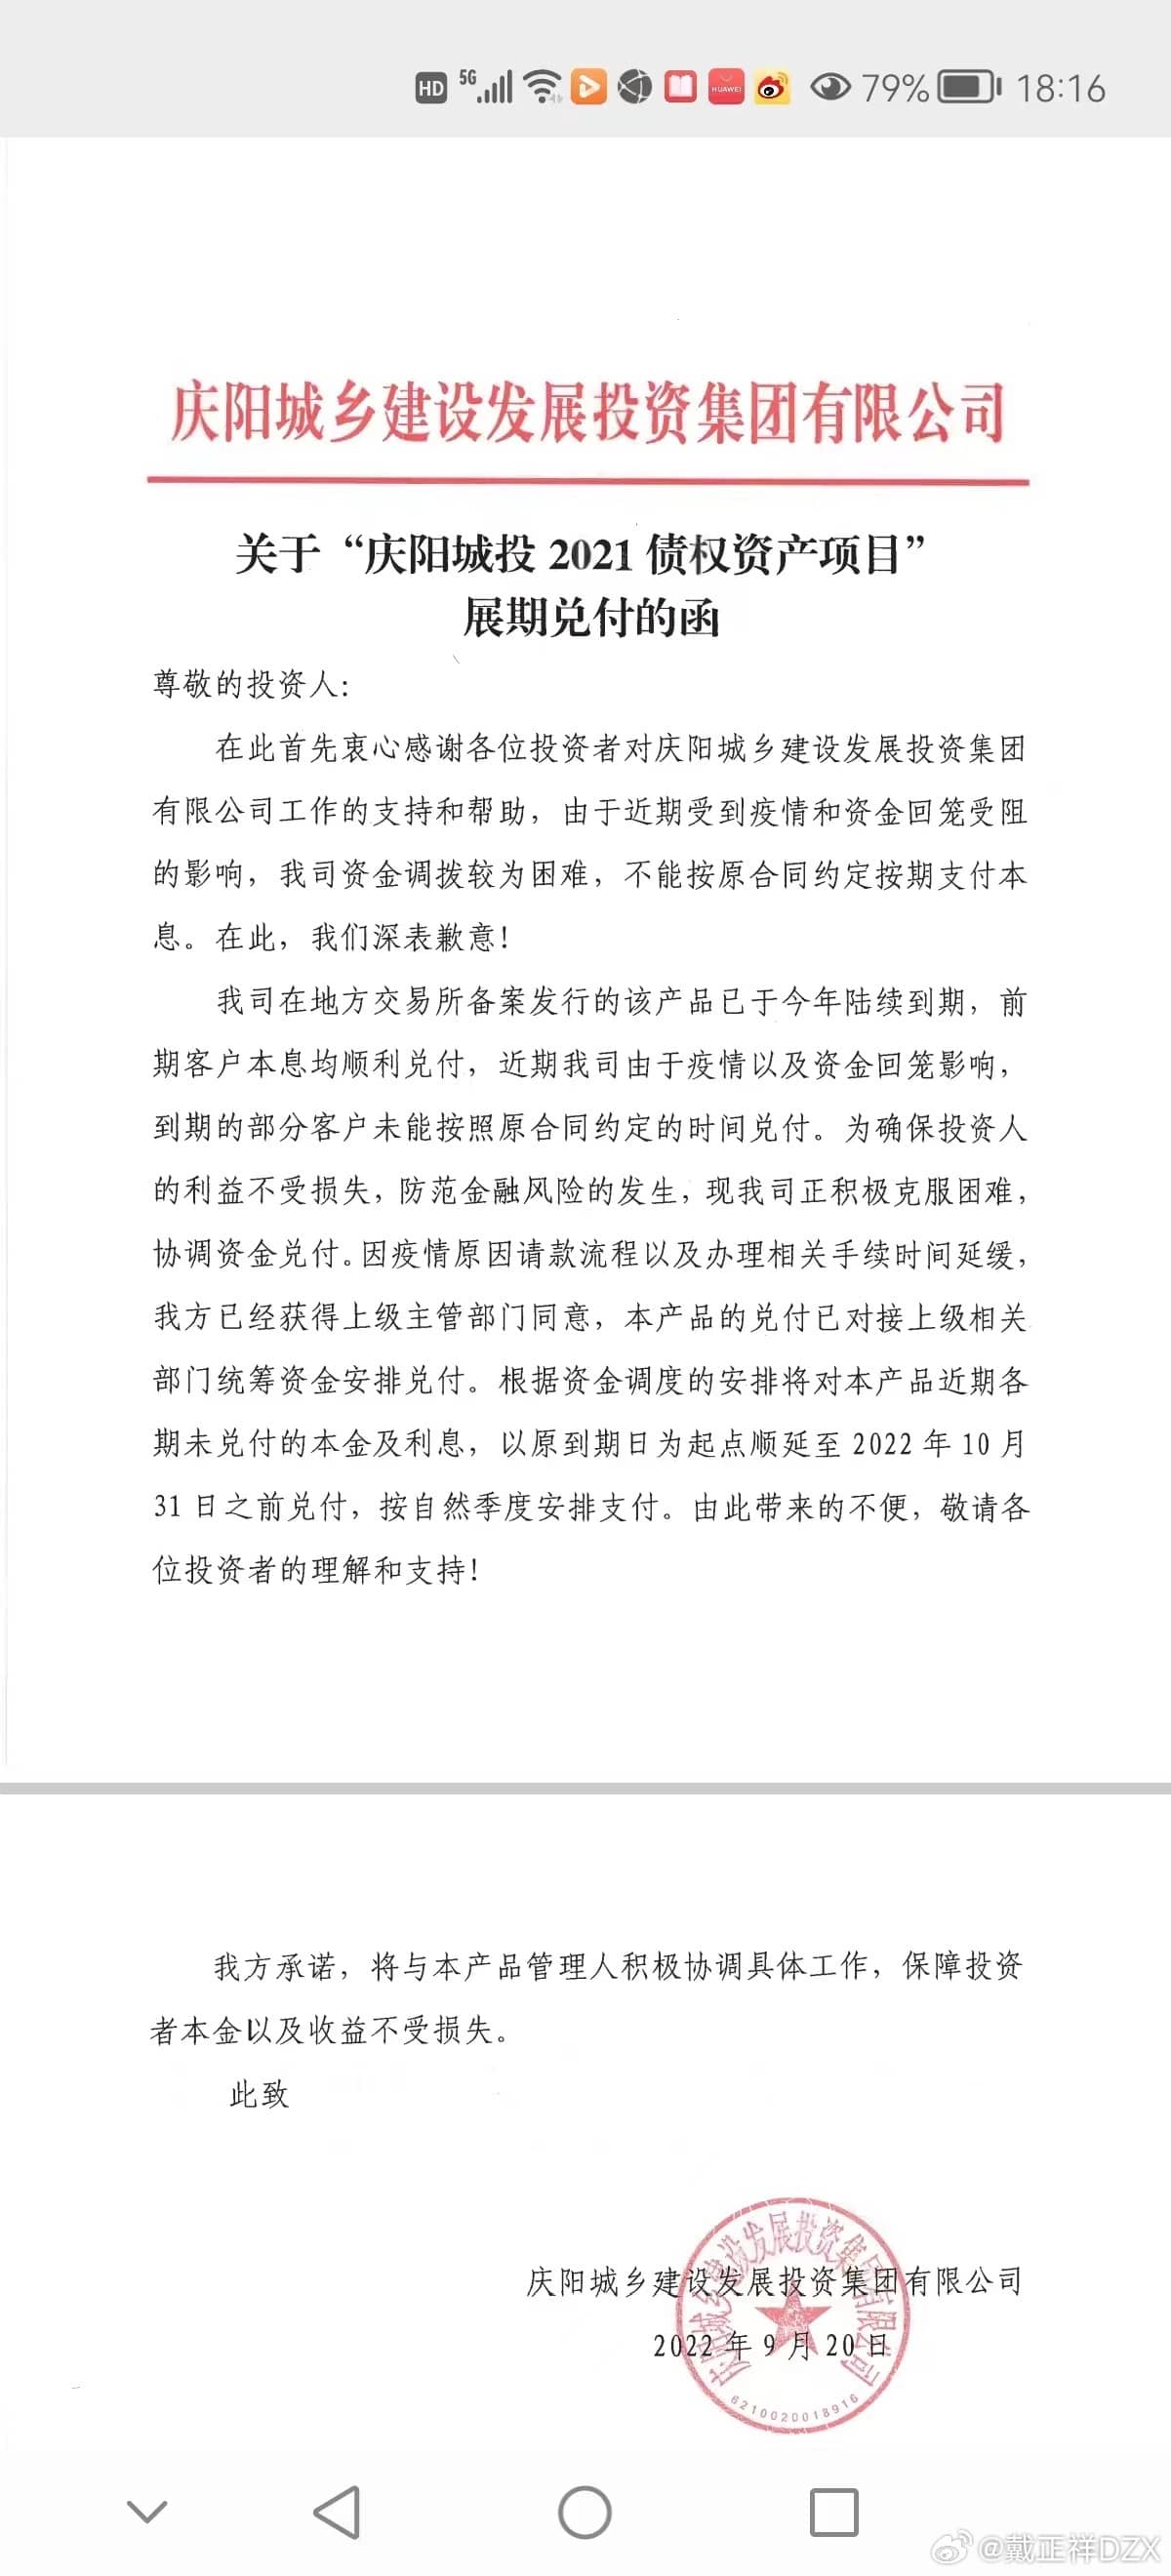 HD 5G HUAWEI 79% 18:16
庆阳城乡建设发展投资集团有限公司
关于“庆阳城投 2021 债权资产项目”
展期兑付的函
尊敬的投资人：
在此首先衷心感谢各位投资者对庆阳城乡建设发展投资集团
有限公司工作的支持和帮助，由于近期受到疫情和资金回笼受阻
的影响，我司资金调拨较为困难，不能按原合同约定按期支付本
息。在此，我们深表歉意！
我司在地方交易所备案发行的该产品已于今年陆续到期，前
期客户本息均顺利兑付，近期我司由于疫情以及资金回笼影响，
到期的部分客户未能按照原合同约定的时间兑付。为确保投资人
的利益不受损失，防范金融风险的发生，现我司正积极克服困难，
协调资金兑付。因疫情原因请款流程以及办理相关手续时间延缓，
我方已经获得上级主管部门同意，本产品的兑付已对接上级相关
部门统筹资金安排兑付。根据资金调度的安排将对本产品近期各
期未兑付的本金及利息，以原到期日为起点顺延至 2022 年 10 月
31 日之前兑付，按自然季度安排支付。由此带来的不便，敬请各
位投资者的理解和支持！
我方承诺，将与本产品管理人积极协调具体工作，保障投资
者本金以及收益不受损失。
此致
庆阳城乡建设发展投资集团有限公司
2022 年 9 月 20 日
庆阳城乡建设发展投资集团有限公司
6210020018916
@戴正祥DZX